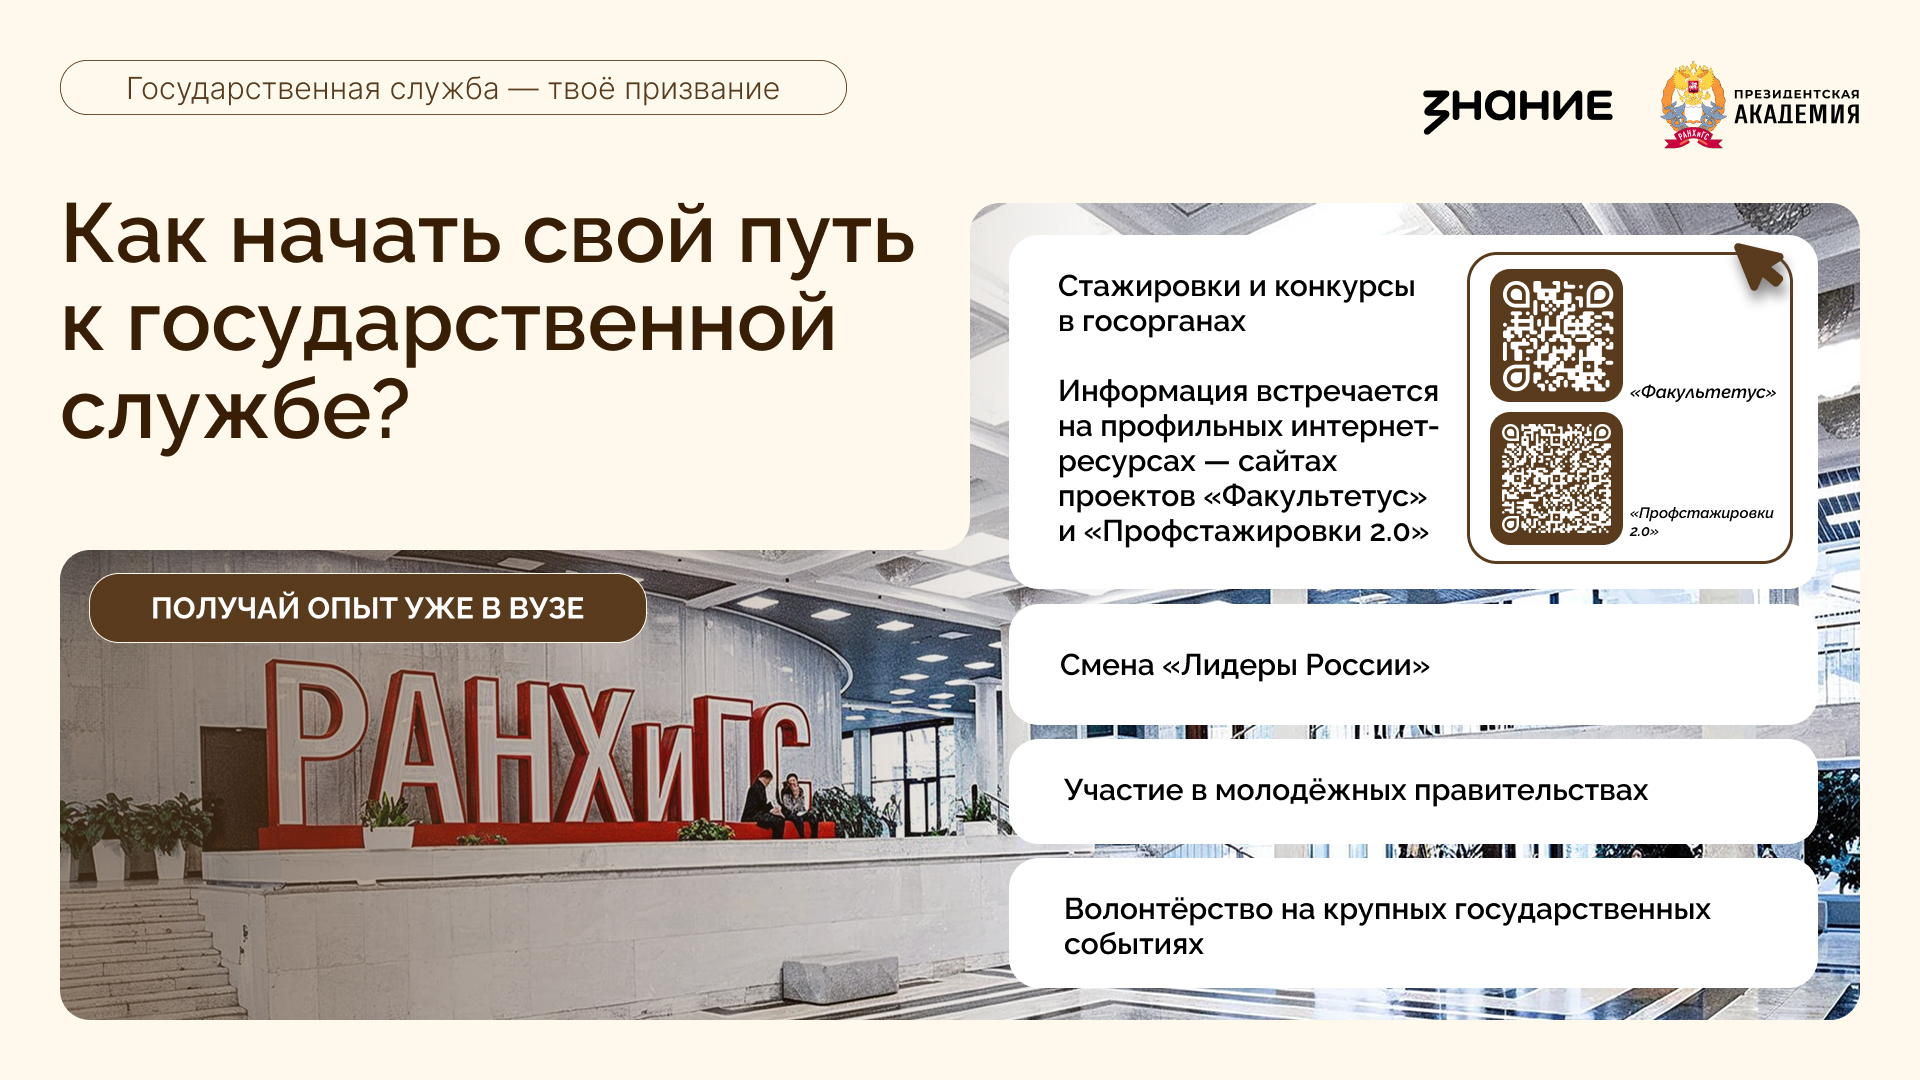 Государственная служба — твоё призвание
ЗНАНИЕ
ПРЕЗИДЕНТСКАЯ
АКАДЕМИЯ
РАНХиГС
Как начать свой путь
к государственной
службе?
ПОЛУЧАЙ ОПЫТ УЖЕ В ВУЗЕ
РАНХиГС
Стажировки и конкурсы
в госорганах
Информация встречается
на профильных интернет-
ресурсах — сайтах
проектов «Факультетус»
и «Профстажировки 2.0»
«Факультетус»
«Профстажировки
2.0»
Смена «Лидеры России»
Участие в молодёжных правительствах
Волонтёрство на крупных государственных
событиях